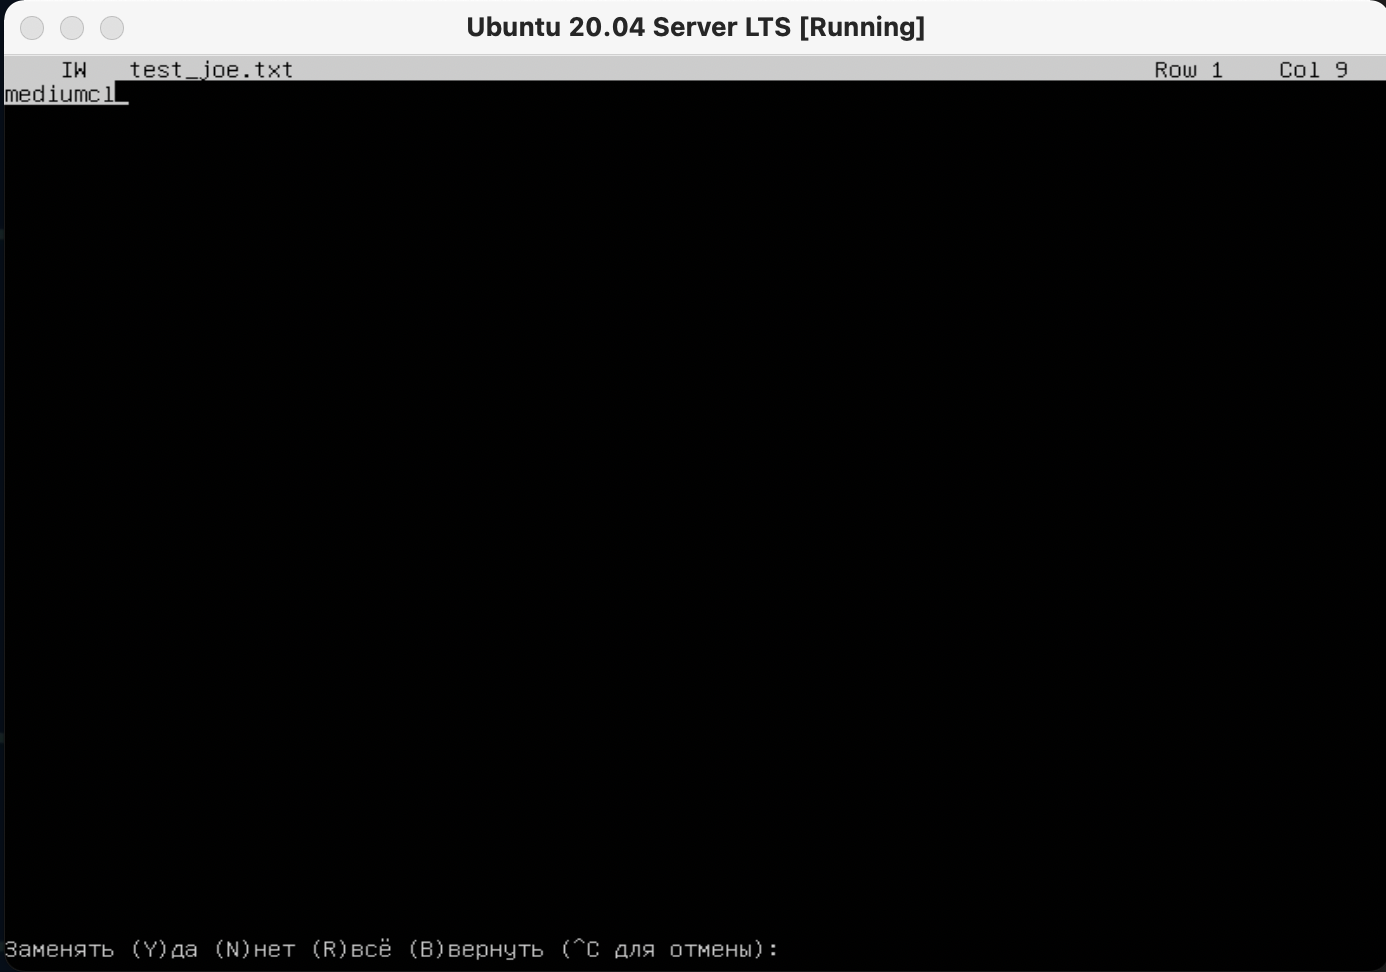 Ubuntu 20.04 Server LTS [Running]
IW test_joe.txt Row 1 Col 9
mediumcl
Заменять (Y)да (N)нет (R)всё (B)вернуть (^C для отмены):